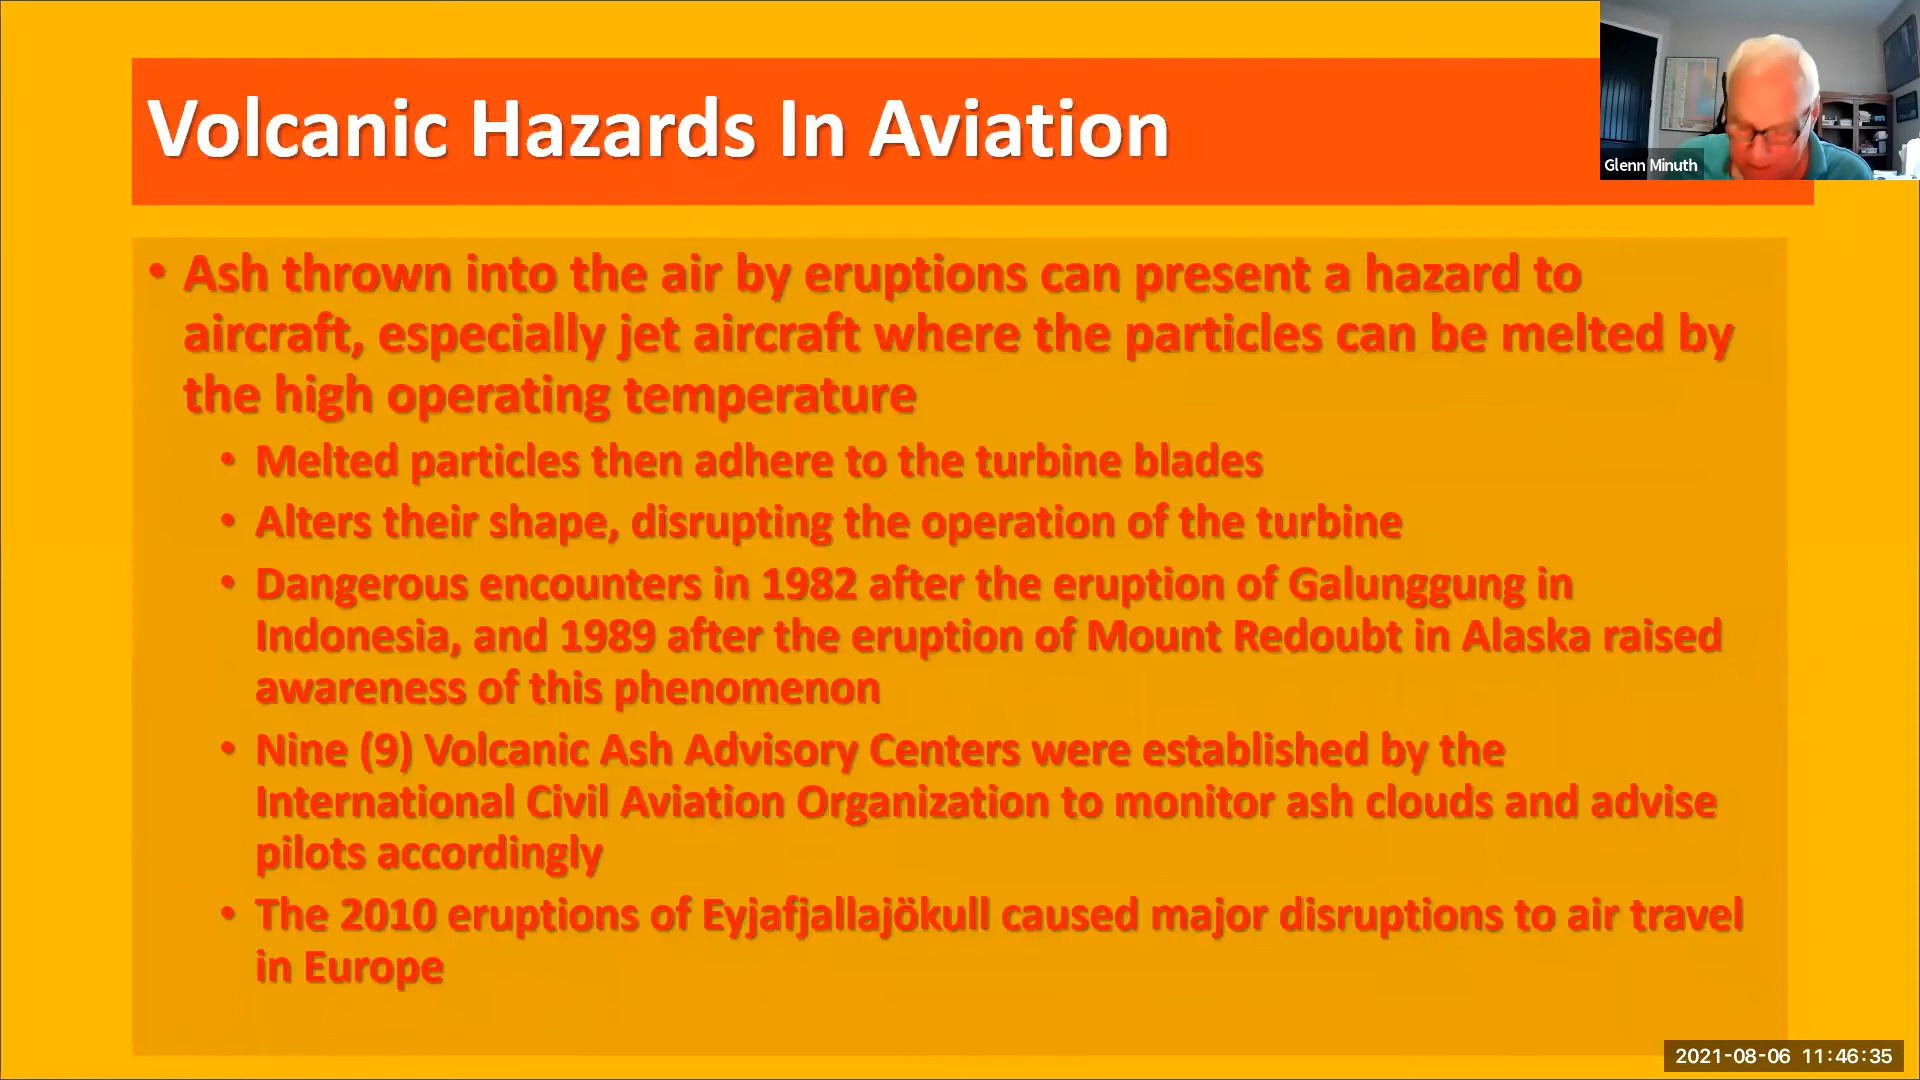 Volcanic Hazards In Aviation
Glenn Minuth
• Ash thrown into the air by eruptions can present a hazard to
aircraft, especially jet aircraft where the particles can be melted by
the high operating temperature
• Melted particles then adhere to the turbine blades
• Alters their shape, disrupting the operation of the turbine
• Dangerous encounters in 1982 after the eruption of Galunggung in
Indonesia, and 1989 after the eruption of Mount Redoubt in Alaska raised
awareness of this phenomenon
• Nine (9) Volcanic Ash Advisory Centers were established by the
International Civil Aviation Organization to monitor ash clouds and advise
pilots accordingly
• The 2010 eruptions of Eyjafjallajökull caused major disruptions to air travel
in Europe
2021-08-06 11:46:35